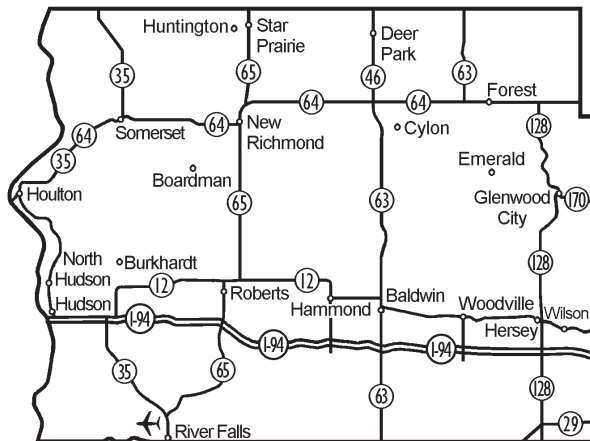 Huntington
Star
Prairie
Deer
Park
35
65
46
63
64
64
Forest
64
Somerset
64
New
Richmond
Cylon
128
35
Boardman
Emerald
Houlton
65
63
Glenwood
City
170
North
Hudson
Burkhardt
128
12
12
Roberts
Hammond
Baldwin
Woodville
Hudson
Hersey
Wilson
I-94
I-94
I-94
35
65
63
128
29
River Falls